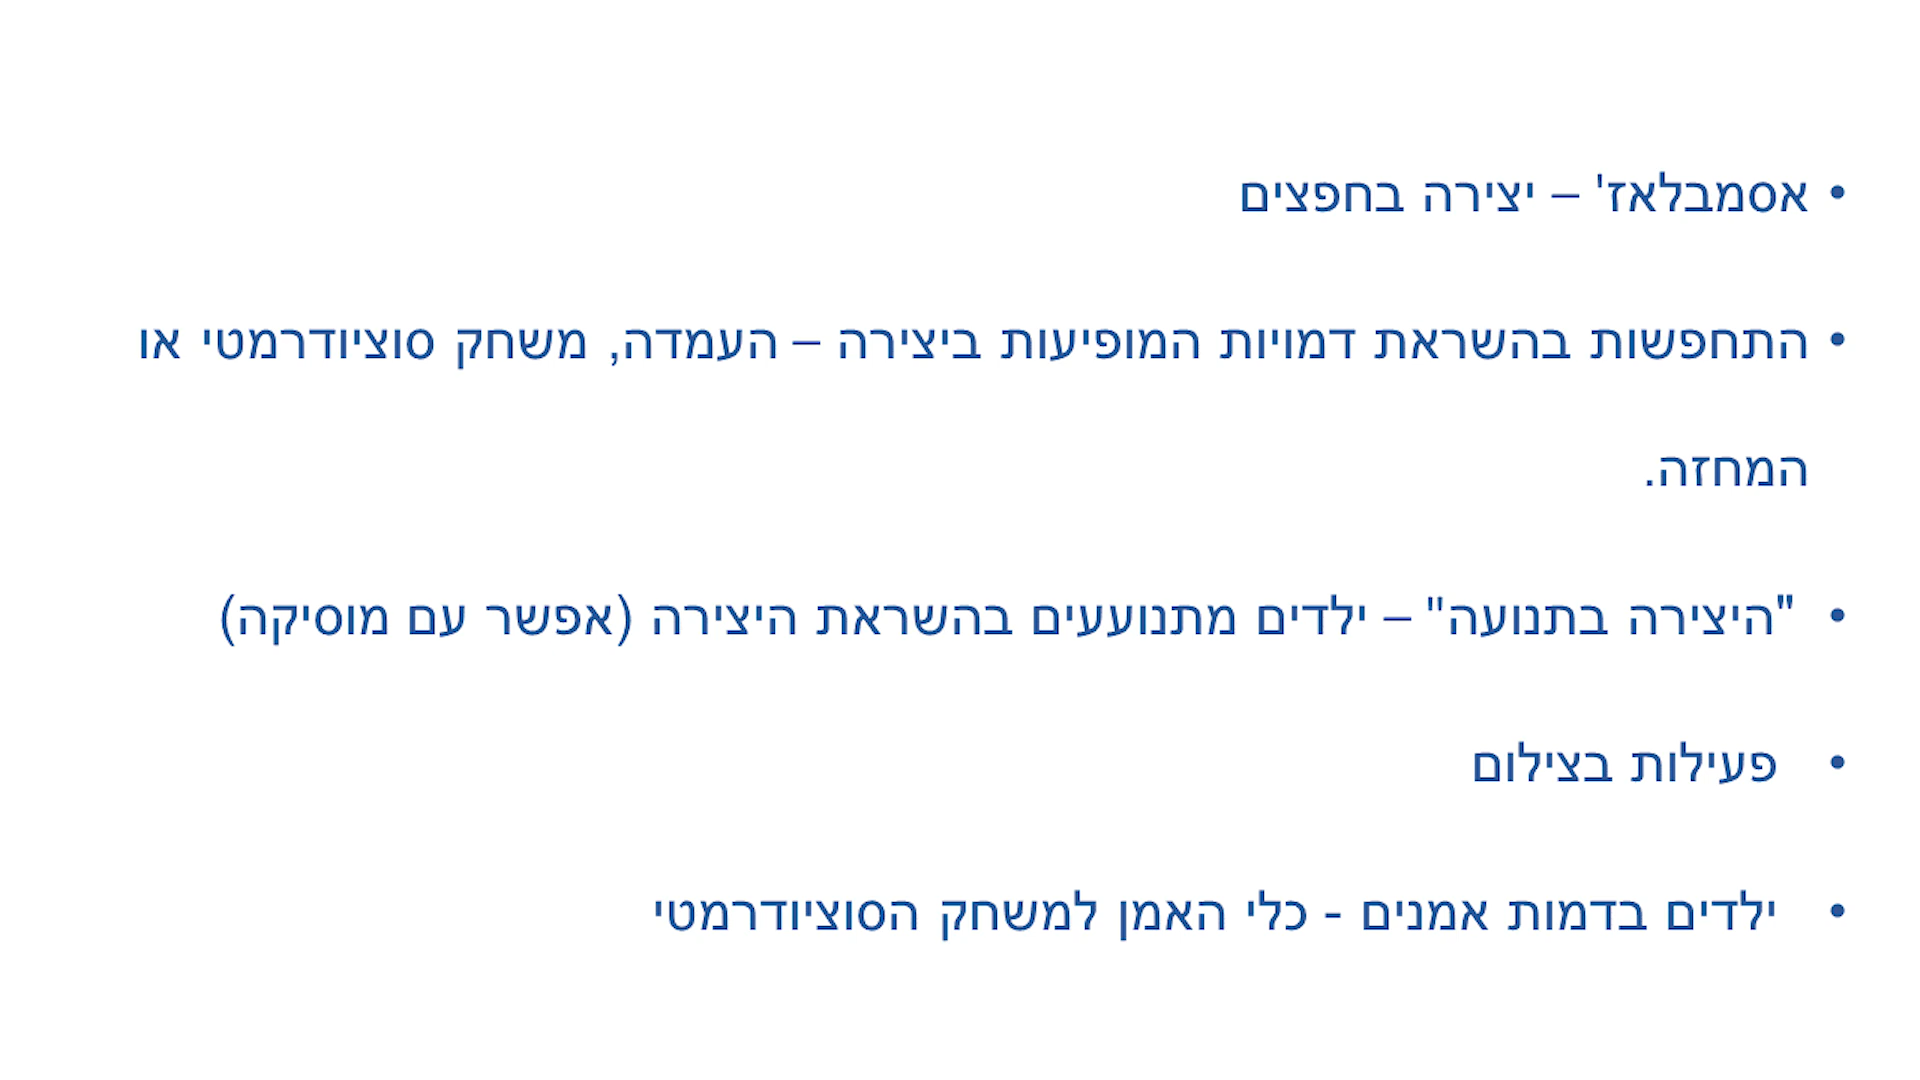 • אסמבלאז' – יצירה בחפצים
• התחפשות בהשראת דמויות המופיעות ביצירה – העמדה, משחק סוציודרמטי או
המחזה.
• "היצירה בתנועה" – ילדים מתנועעים בהשראת היצירה (אפשר עם מוסיקה)
• פעילות בצילום
• ילדים בדמות אמנים - כלי האמן למשחק הסוציודרמטי